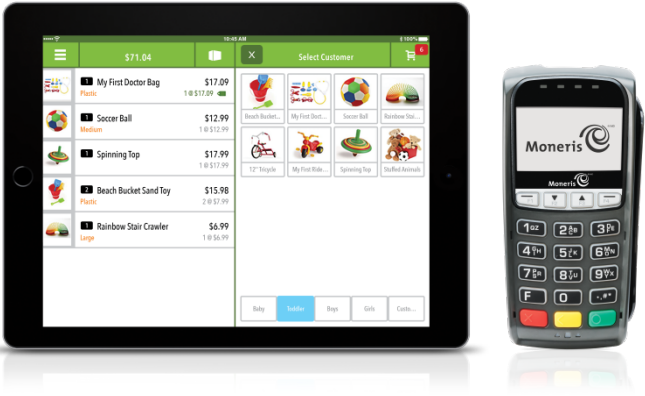 10:45 AM
100%
$71.04
X
Select Customer
6
1 My First Doctor Bag $17.09
Plastic 1 @ $17.09
1 Soccer Ball $12.99
Medium 1 @ $12.99
1 Spinning Top $17.99
1 @ $17.99
2 Beach Bucket Sand Toy $15.98
Plastic 2 @ $7.99
1 Rainbow Stair Crawler $6.99
Large 1 @ $6.99
Beach Bucket... My First Doct... Soccer Ball Rainbow Stai...
12" Tricycle My First Ride... Spinning Top Stuffed Animals
Baby Toddler Boys Girls Custo...
Moneris
Moneris
1 QZ 2 ABC 3 DEF
4 GHI 5 JKL 6 MNO
7 PRS 8 TUV 9 WXY
F 0 .,#*